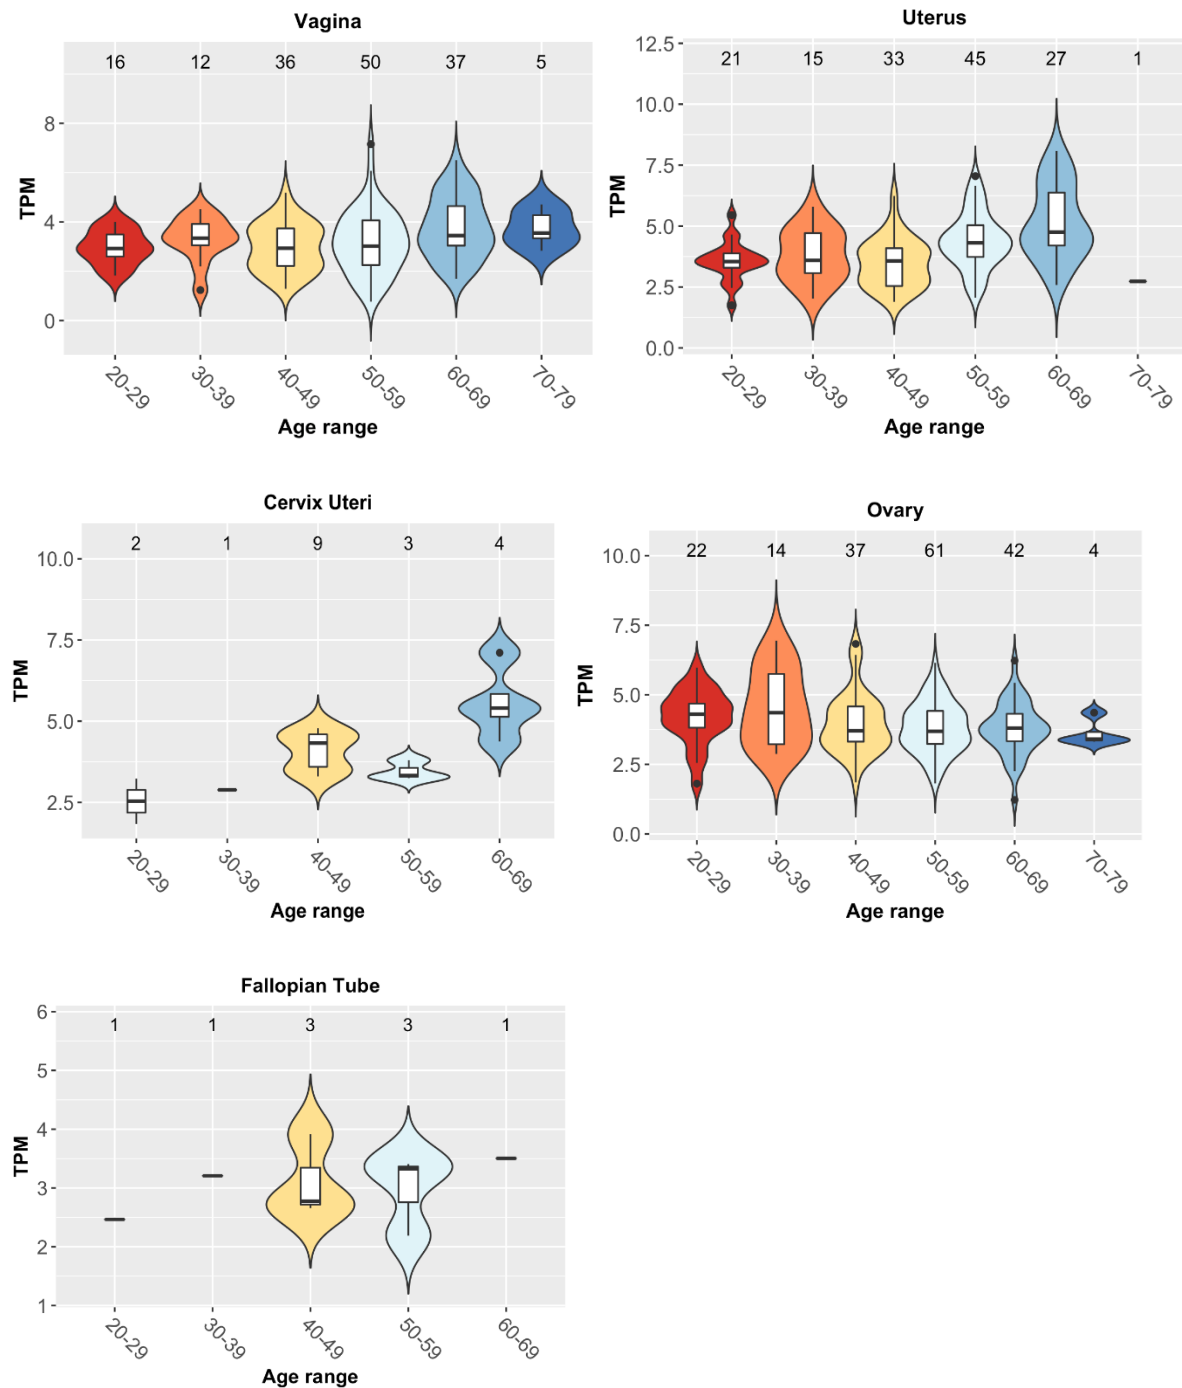 Vagina
16 12 36 50 37 5
TPM
8
4
0
20-29 30-39 40-49 50-59 60-69 70-79
Age range
Uterus
21 15 33 45 27 1
TPM
12.5
10.0
7.5
5.0
2.5
0.0
20-29 30-39 40-49 50-59 60-69 70-79
Age range
Cervix Uteri
2 1 9 3 4
TPM
10.0
7.5
5.0
2.5
20-29 30-39 40-49 50-59 60-69
Age range
Ovary
22 14 37 61 42 4
TPM
10.0
7.5
5.0
2.5
0.0
20-29 30-39 40-49 50-59 60-69 70-79
Age range
Fallopian Tube
1 1 3 3 1
TPM
6
5
4
3
2
1
20-29 30-39 40-49 50-59 60-69
Age range